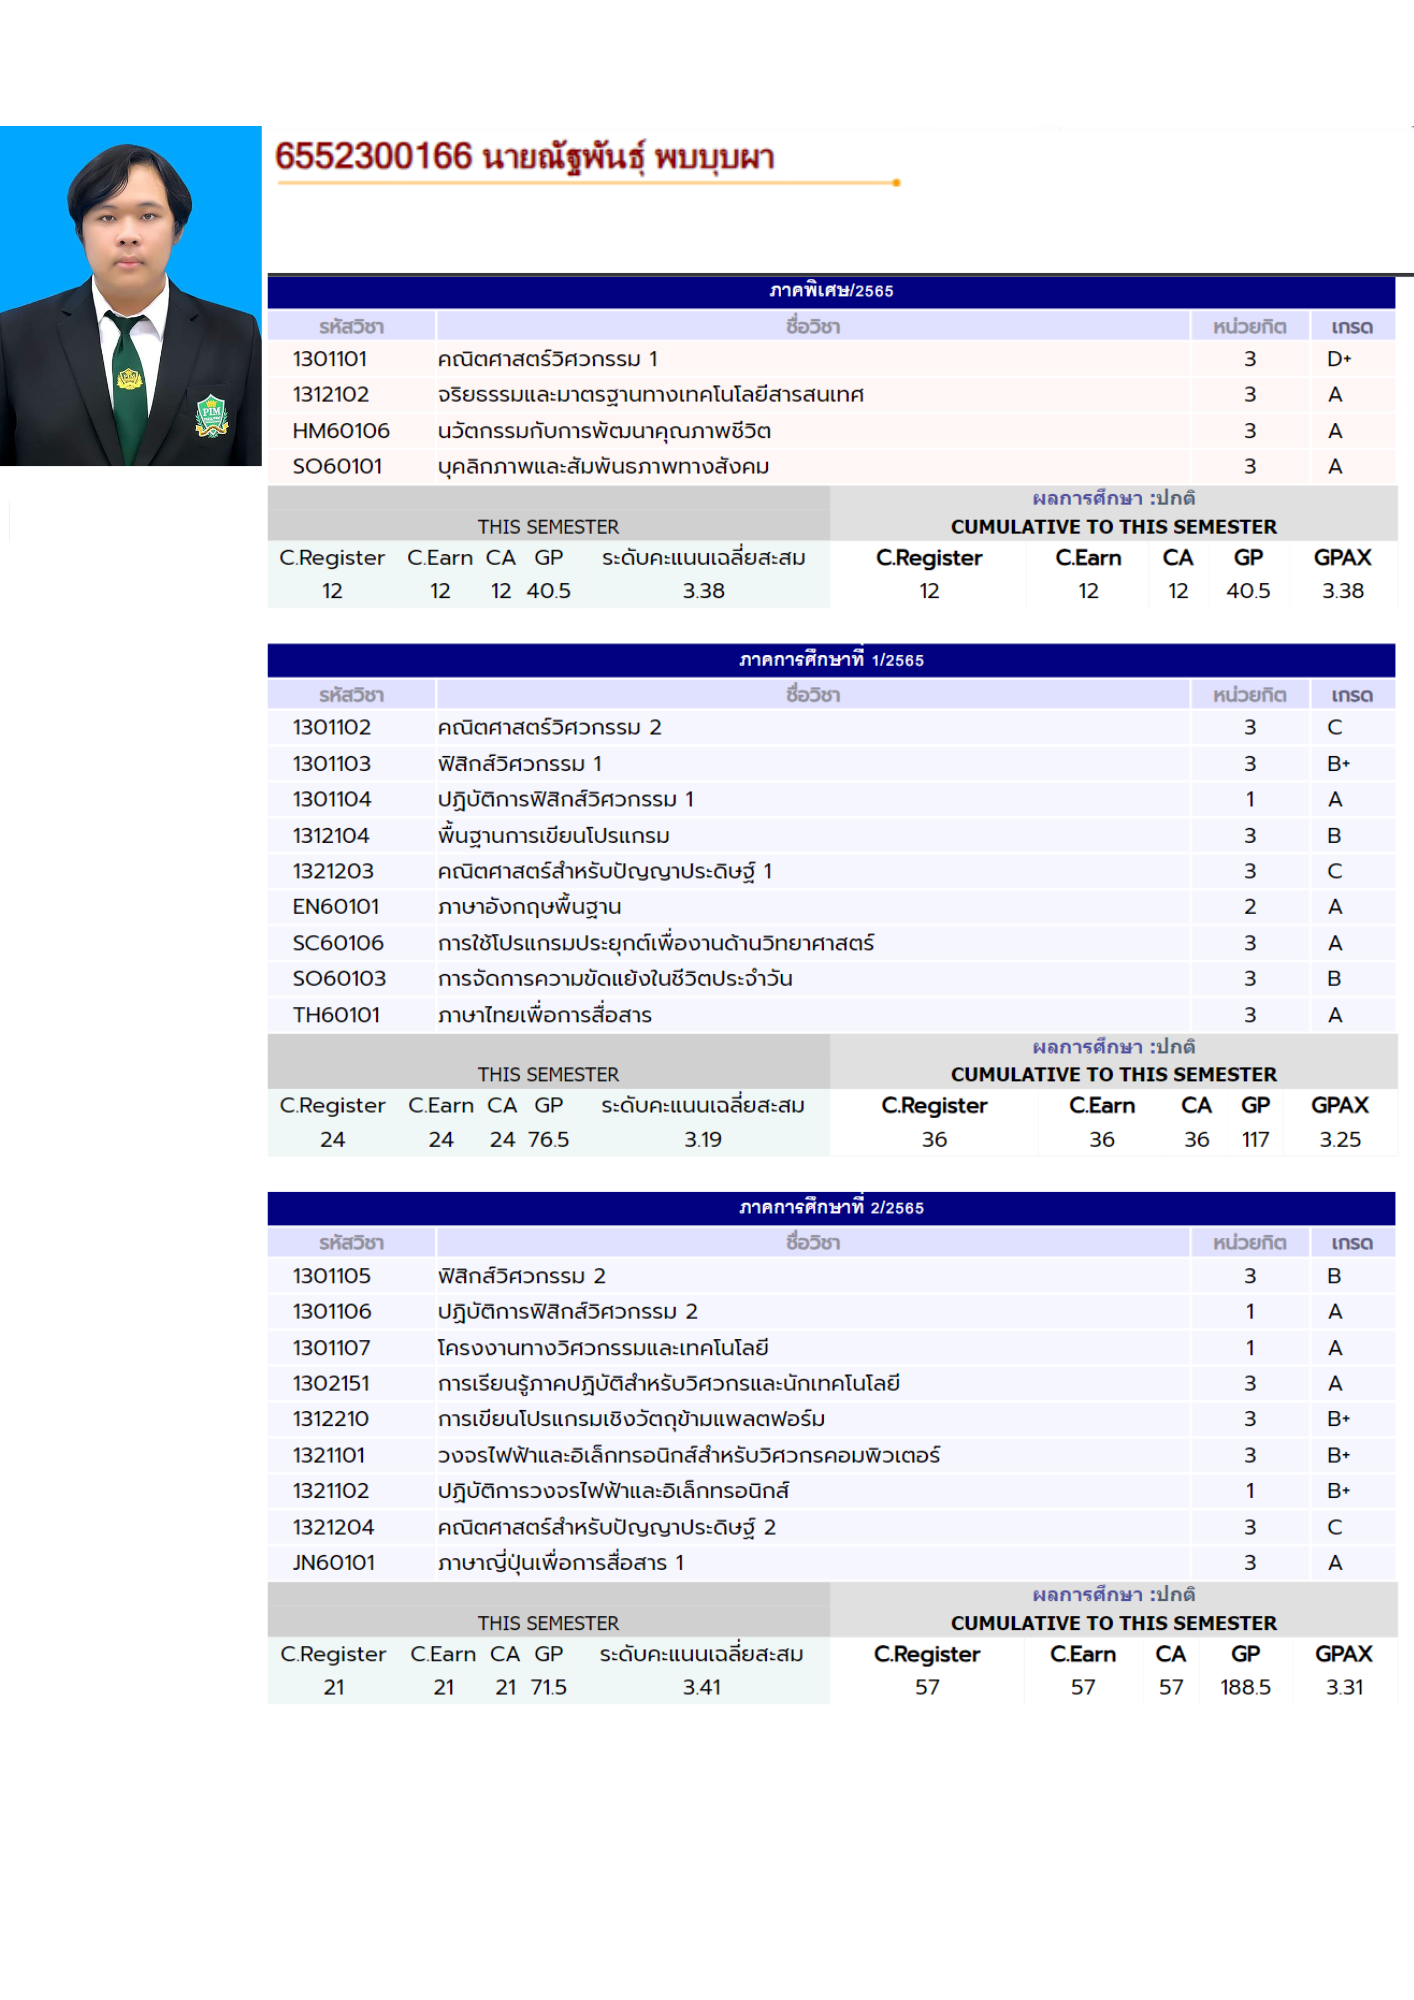 6552300166 นายณัฐพันธุ์ พบบุบผา
PIM
ภาคพิเศษ/2565
รหัสวิชา ชื่อวิชา หน่วยกิต เกรด
1301101 คณิตศาสตร์วิศวกรรม 1 3 D+
1312102 จริยธรรมและมาตรฐานทางเทคโนโลยีสารสนเทศ 3 A
HM60106 นวัตกรรมกับการพัฒนาคุณภาพชีวิต 3 A
SO60101 บุคลิกภาพและสัมพันธภาพทางสังคม 3 A
ผลการศึกษา :ปกติ
THIS SEMESTER CUMULATIVE TO THIS SEMESTER
C.Register C.Earn CA GP ระดับคะแนนเฉลี่ยสะสม C.Register C.Earn CA GP GPAX
12 12 12 40.5 3.38 12 12 12 40.5 3.38
ภาคการศึกษาที่ 1/2565
รหัสวิชา ชื่อวิชา หน่วยกิต เกรด
1301102 คณิตศาสตร์วิศวกรรม 2 3 C
1301103 ฟิสิกส์วิศวกรรม 1 3 B+
1301104 ปฏิบัติการฟิสิกส์วิศวกรรม 1 1 A
1312104 พื้นฐานการเขียนโปรแกรม 3 B
1321203 คณิตศาสตร์สำหรับปัญญาประดิษฐ์ 1 3 C
EN60101 ภาษาอังกฤษพื้นฐาน 2 A
SC60106 การใช้โปรแกรมประยุกต์เพื่องานด้านวิทยาศาสตร์ 3 A
SO60103 การจัดการความขัดแย้งในชีวิตประจำวัน 3 B
TH60101 ภาษาไทยเพื่อการสื่อสาร 3 A
ผลการศึกษา :ปกติ
THIS SEMESTER CUMULATIVE TO THIS SEMESTER
C.Register C.Earn CA GP ระดับคะแนนเฉลี่ยสะสม C.Register C.Earn CA GP GPAX
24 24 24 76.5 3.19 36 36 36 117 3.25
ภาคการศึกษาที่ 2/2565
รหัสวิชา ชื่อวิชา หน่วยกิต เกรด
1301105 ฟิสิกส์วิศวกรรม 2 3 B
1301106 ปฏิบัติการฟิสิกส์วิศวกรรม 2 1 A
1301107 โครงงานทางวิศวกรรมและเทคโนโลยี 1 A
1302151 การเรียนรู้ภาคปฏิบัติสำหรับวิศวกรและนักเทคโนโลยี 3 A
1312210 การเขียนโปรแกรมเชิงวัตถุข้ามแพลตฟอร์ม 3 B+
1321101 วงจรไฟฟ้าและอิเล็กทรอนิกส์สำหรับวิศวกรคอมพิวเตอร์ 3 B+
1321102 ปฏิบัติการวงจรไฟฟ้าและอิเล็กทรอนิกส์ 1 B+
1321204 คณิตศาสตร์สำหรับปัญญาประดิษฐ์ 2 3 C
JN60101 ภาษาญี่ปุ่นเพื่อการสื่อสาร 1 3 A
ผลการศึกษา :ปกติ
THIS SEMESTER CUMULATIVE TO THIS SEMESTER
C.Register C.Earn CA GP ระดับคะแนนเฉลี่ยสะสม C.Register C.Earn CA GP GPAX
21 21 21 71.5 3.41 57 57 57 188.5 3.31